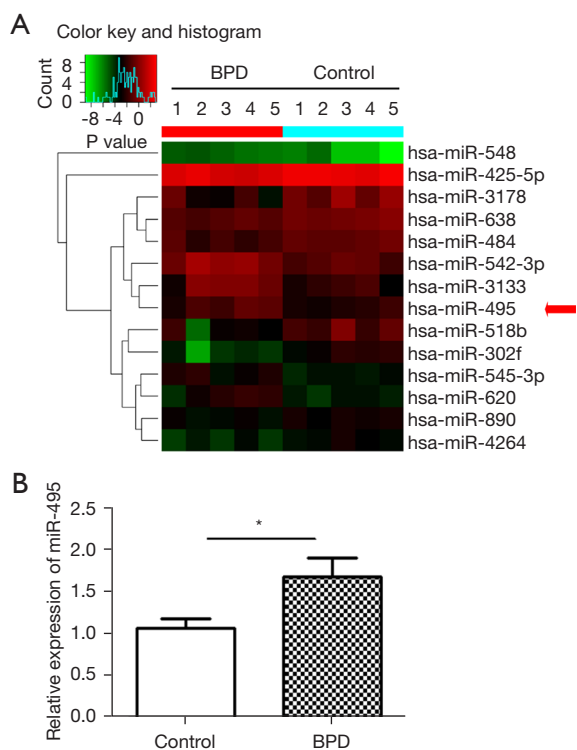 A
Color key and histogram
Count
8
4
0
-8 -4 0
P value
BPD Control
1 2 3 4 5 1 2 3 4 5
hsa-miR-548
hsa-miR-425-5p
hsa-miR-3178
hsa-miR-638
hsa-miR-484
hsa-miR-542-3p
hsa-miR-3133
hsa-miR-495
hsa-miR-518b
hsa-miR-302f
hsa-miR-545-3p
hsa-miR-620
hsa-miR-890
hsa-miR-4264
B
Relative expression of miR-495
2.5
2.0
1.5
1.0
0.5
0.0
*
Control BPD